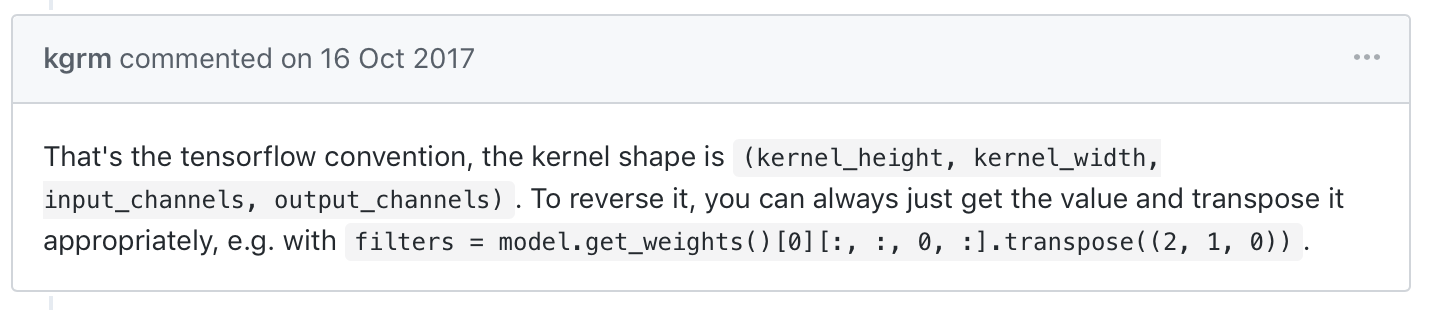 kgrm commented on 16 Oct 2017
That's the tensorflow convention, the kernel shape is (kernel_height, kernel_width,
input_channels, output_channels) . To reverse it, you can always just get the value and transpose it
appropriately, e.g. with filters = model.get_weights()[0][:, :, 0, :].transpose((2, 1, 0)) .